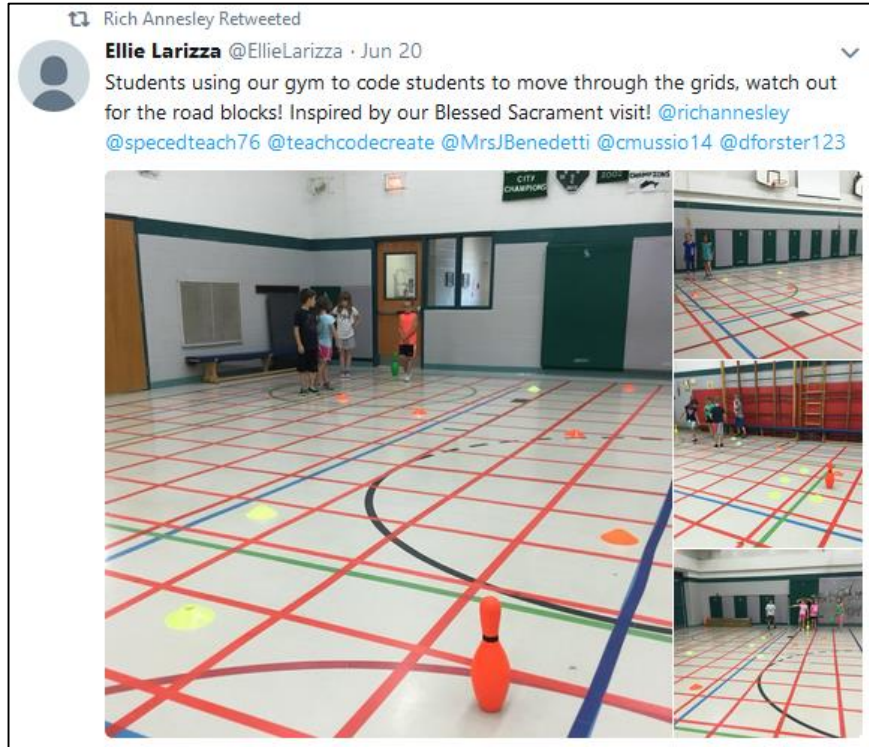 Rich Annesley Retweeted
Ellie Larizza @EllieLarizza · Jun 20
Students using our gym to code students to move through the grids, watch out
for the road blocks! Inspired by our Blessed Sacrament visit! @richannesley
@specedteach76 @teachcodecreate @MrsJBenedetti @cmussio14 @dforster123
CITY
CHAMPIONS
2002
CHAMPIONS